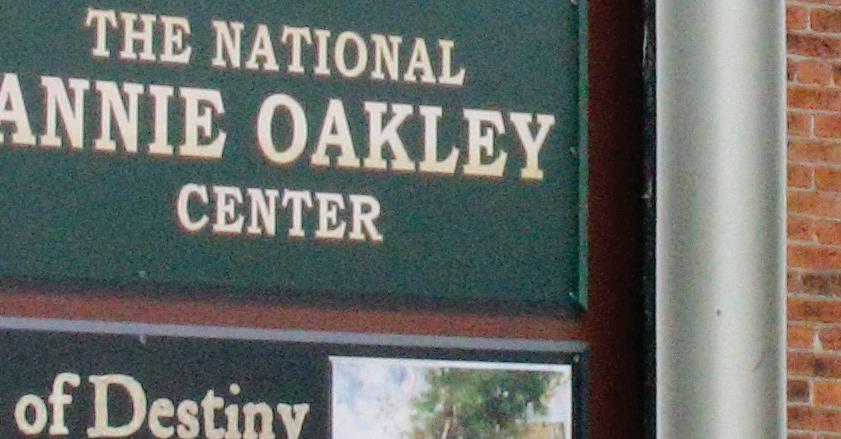 THE NATIONAL
ANNIE OAKLEY
CENTER
of Destiny